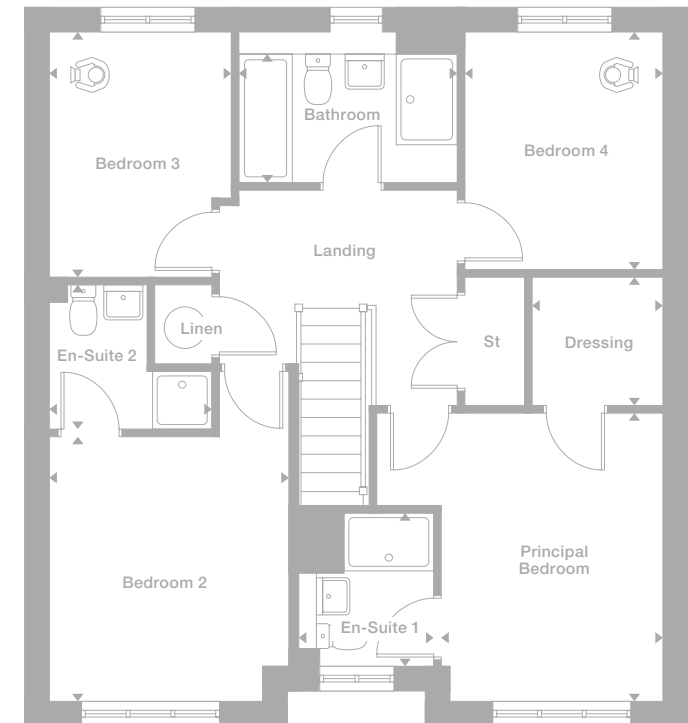 Bathroom
Bedroom 3
Bedroom 4
Landing
Linen
En-Suite 2
St
Dressing
Principal
Bedroom
Bedroom 2
En-Suite 1